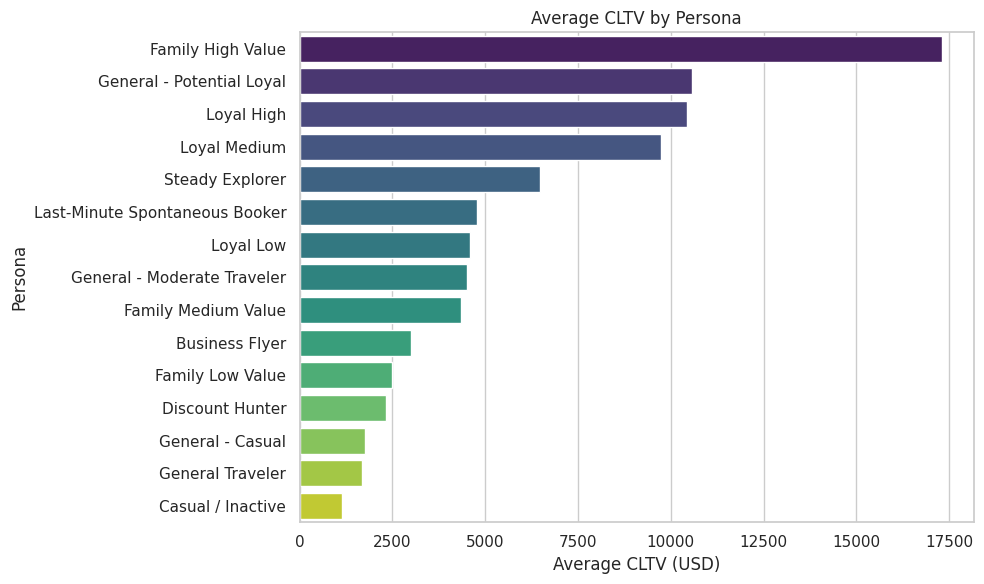 Average CLTV by Persona
Persona
Family High Value
General - Potential Loyal
Loyal High
Loyal Medium
Steady Explorer
Last-Minute Spontaneous Booker
Loyal Low
General - Moderate Traveler
Family Medium Value
Business Flyer
Family Low Value
Discount Hunter
General - Casual
General Traveler
Casual / Inactive
0 2500 5000 7500 10000 12500 15000 17500
Average CLTV (USD)